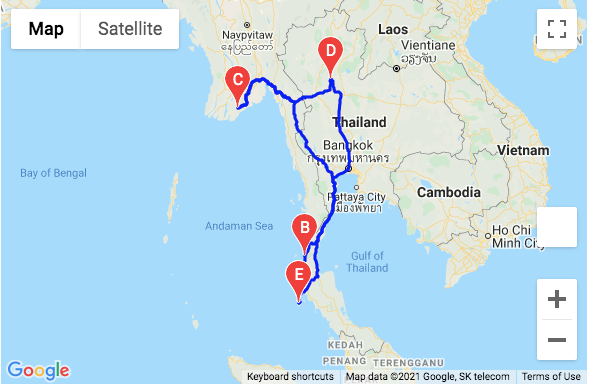 Map
Satellite
Navpvitaw
နေပြည်တော်
Laos
Vientiane
ວຽງຈັນ
D
C
Thailand
Bangkok
กรุงเทพมหานคร
Vietnam
Bay of Bengal
Pattaya City
เมืองพัทยา
Cambodia
Andaman Sea
B
Ho Chi
Minh City
Gulf of
Thailand
E
KEDAH
PENANG
TERENGGANU
Google
Keyboard shortcuts
Map data ©2021 Google, SK telecom
Terms of Use